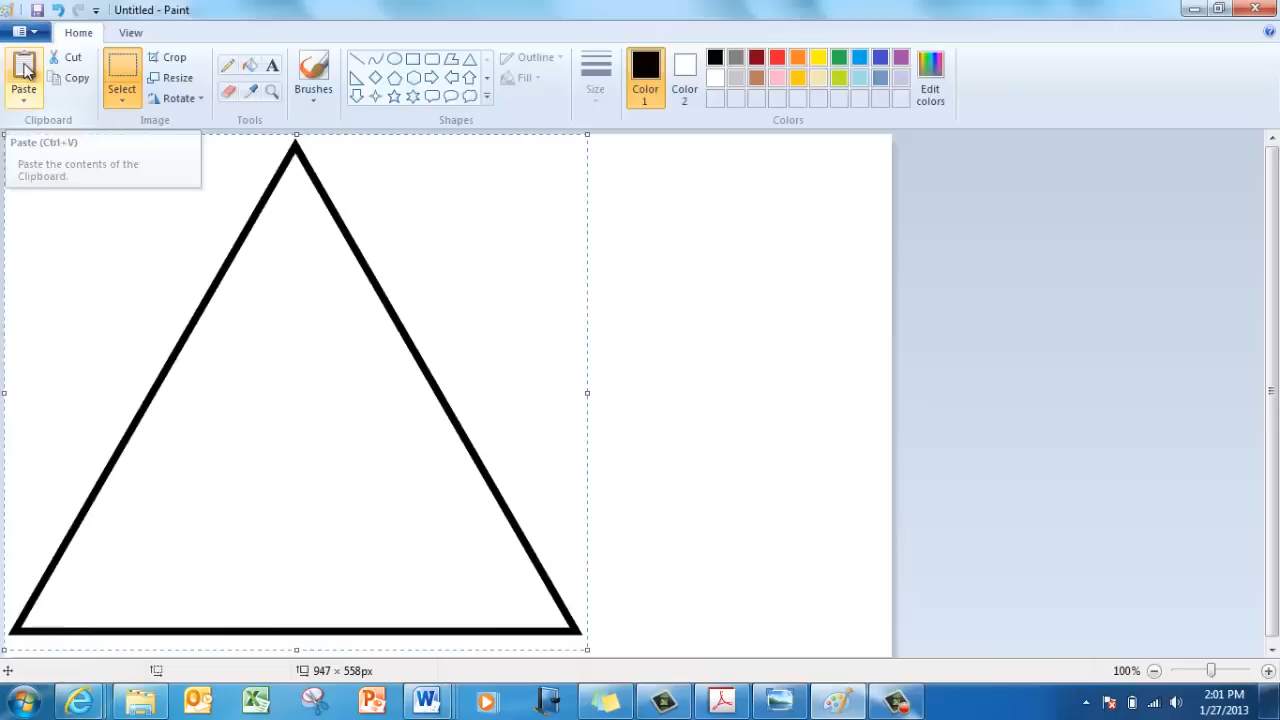 Untitled - Paint
Home
View
Paste
Cut
Copy
Clipboard
Select
Crop
Resize
Rotate
Image
A
Tools
Brushes
Outline
Fill
Shapes
Size
Color
1
Color
2
Edit
colors
Colors
Paste (Ctrl+V)
Paste the contents of the
Clipboard.
947 × 558px
100%
2:01 PM
1/27/2013